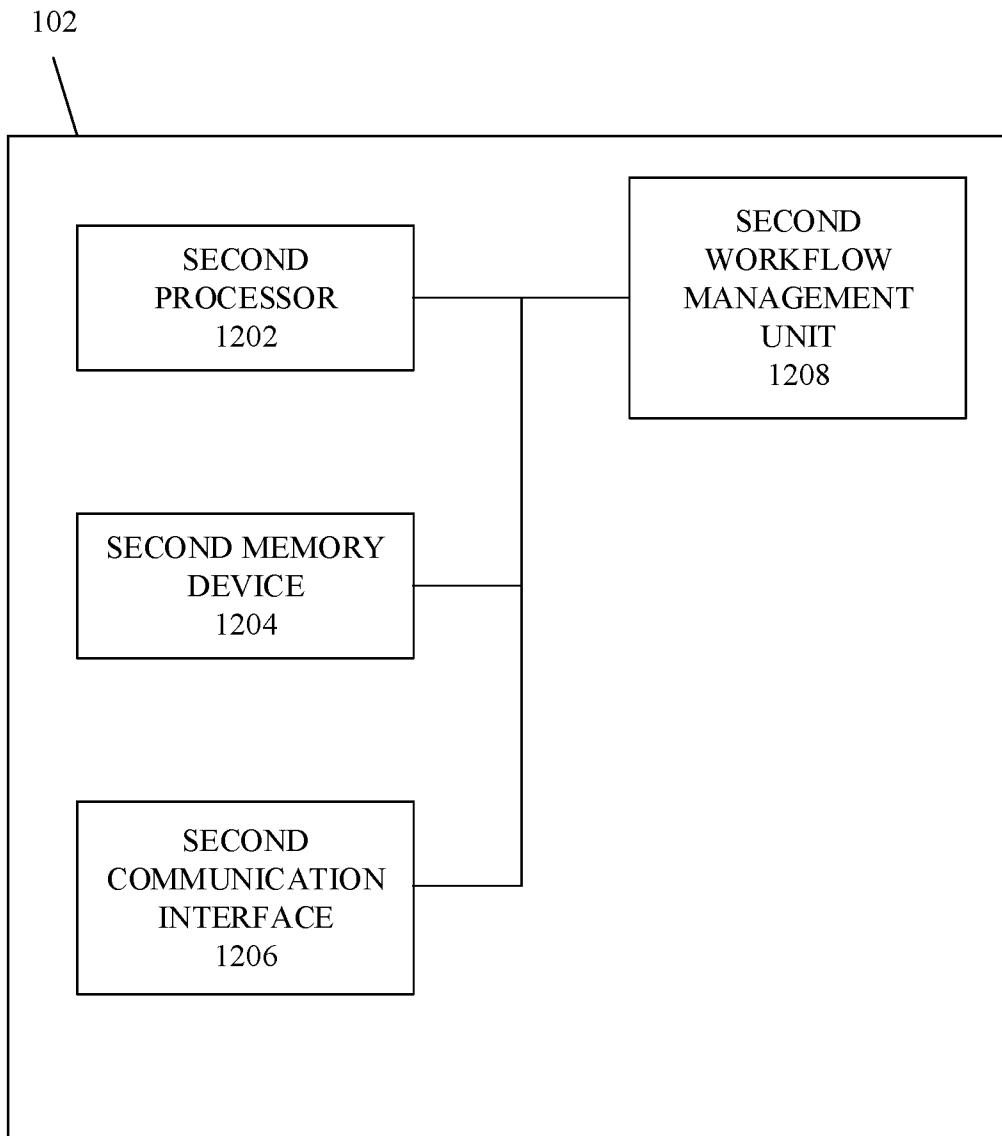 102
SECOND
PROCESSOR
1202
SECOND
WORKFLOW
MANAGEMENT
UNIT
1208
SECOND MEMORY
DEVICE
1204
SECOND
COMMUNICATION
INTERFACE
1206